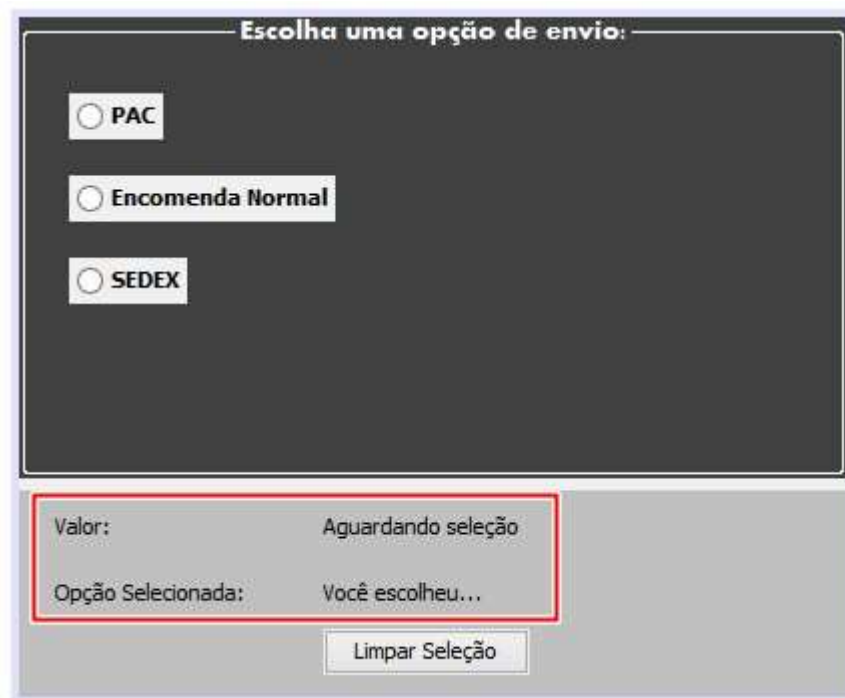 Escolha uma opção de envio:
PAC
Encomenda Normal
SEDEX
Valor: Aguardando seleção
Opção Selecionada: Você escolheu...
Limpar Seleção